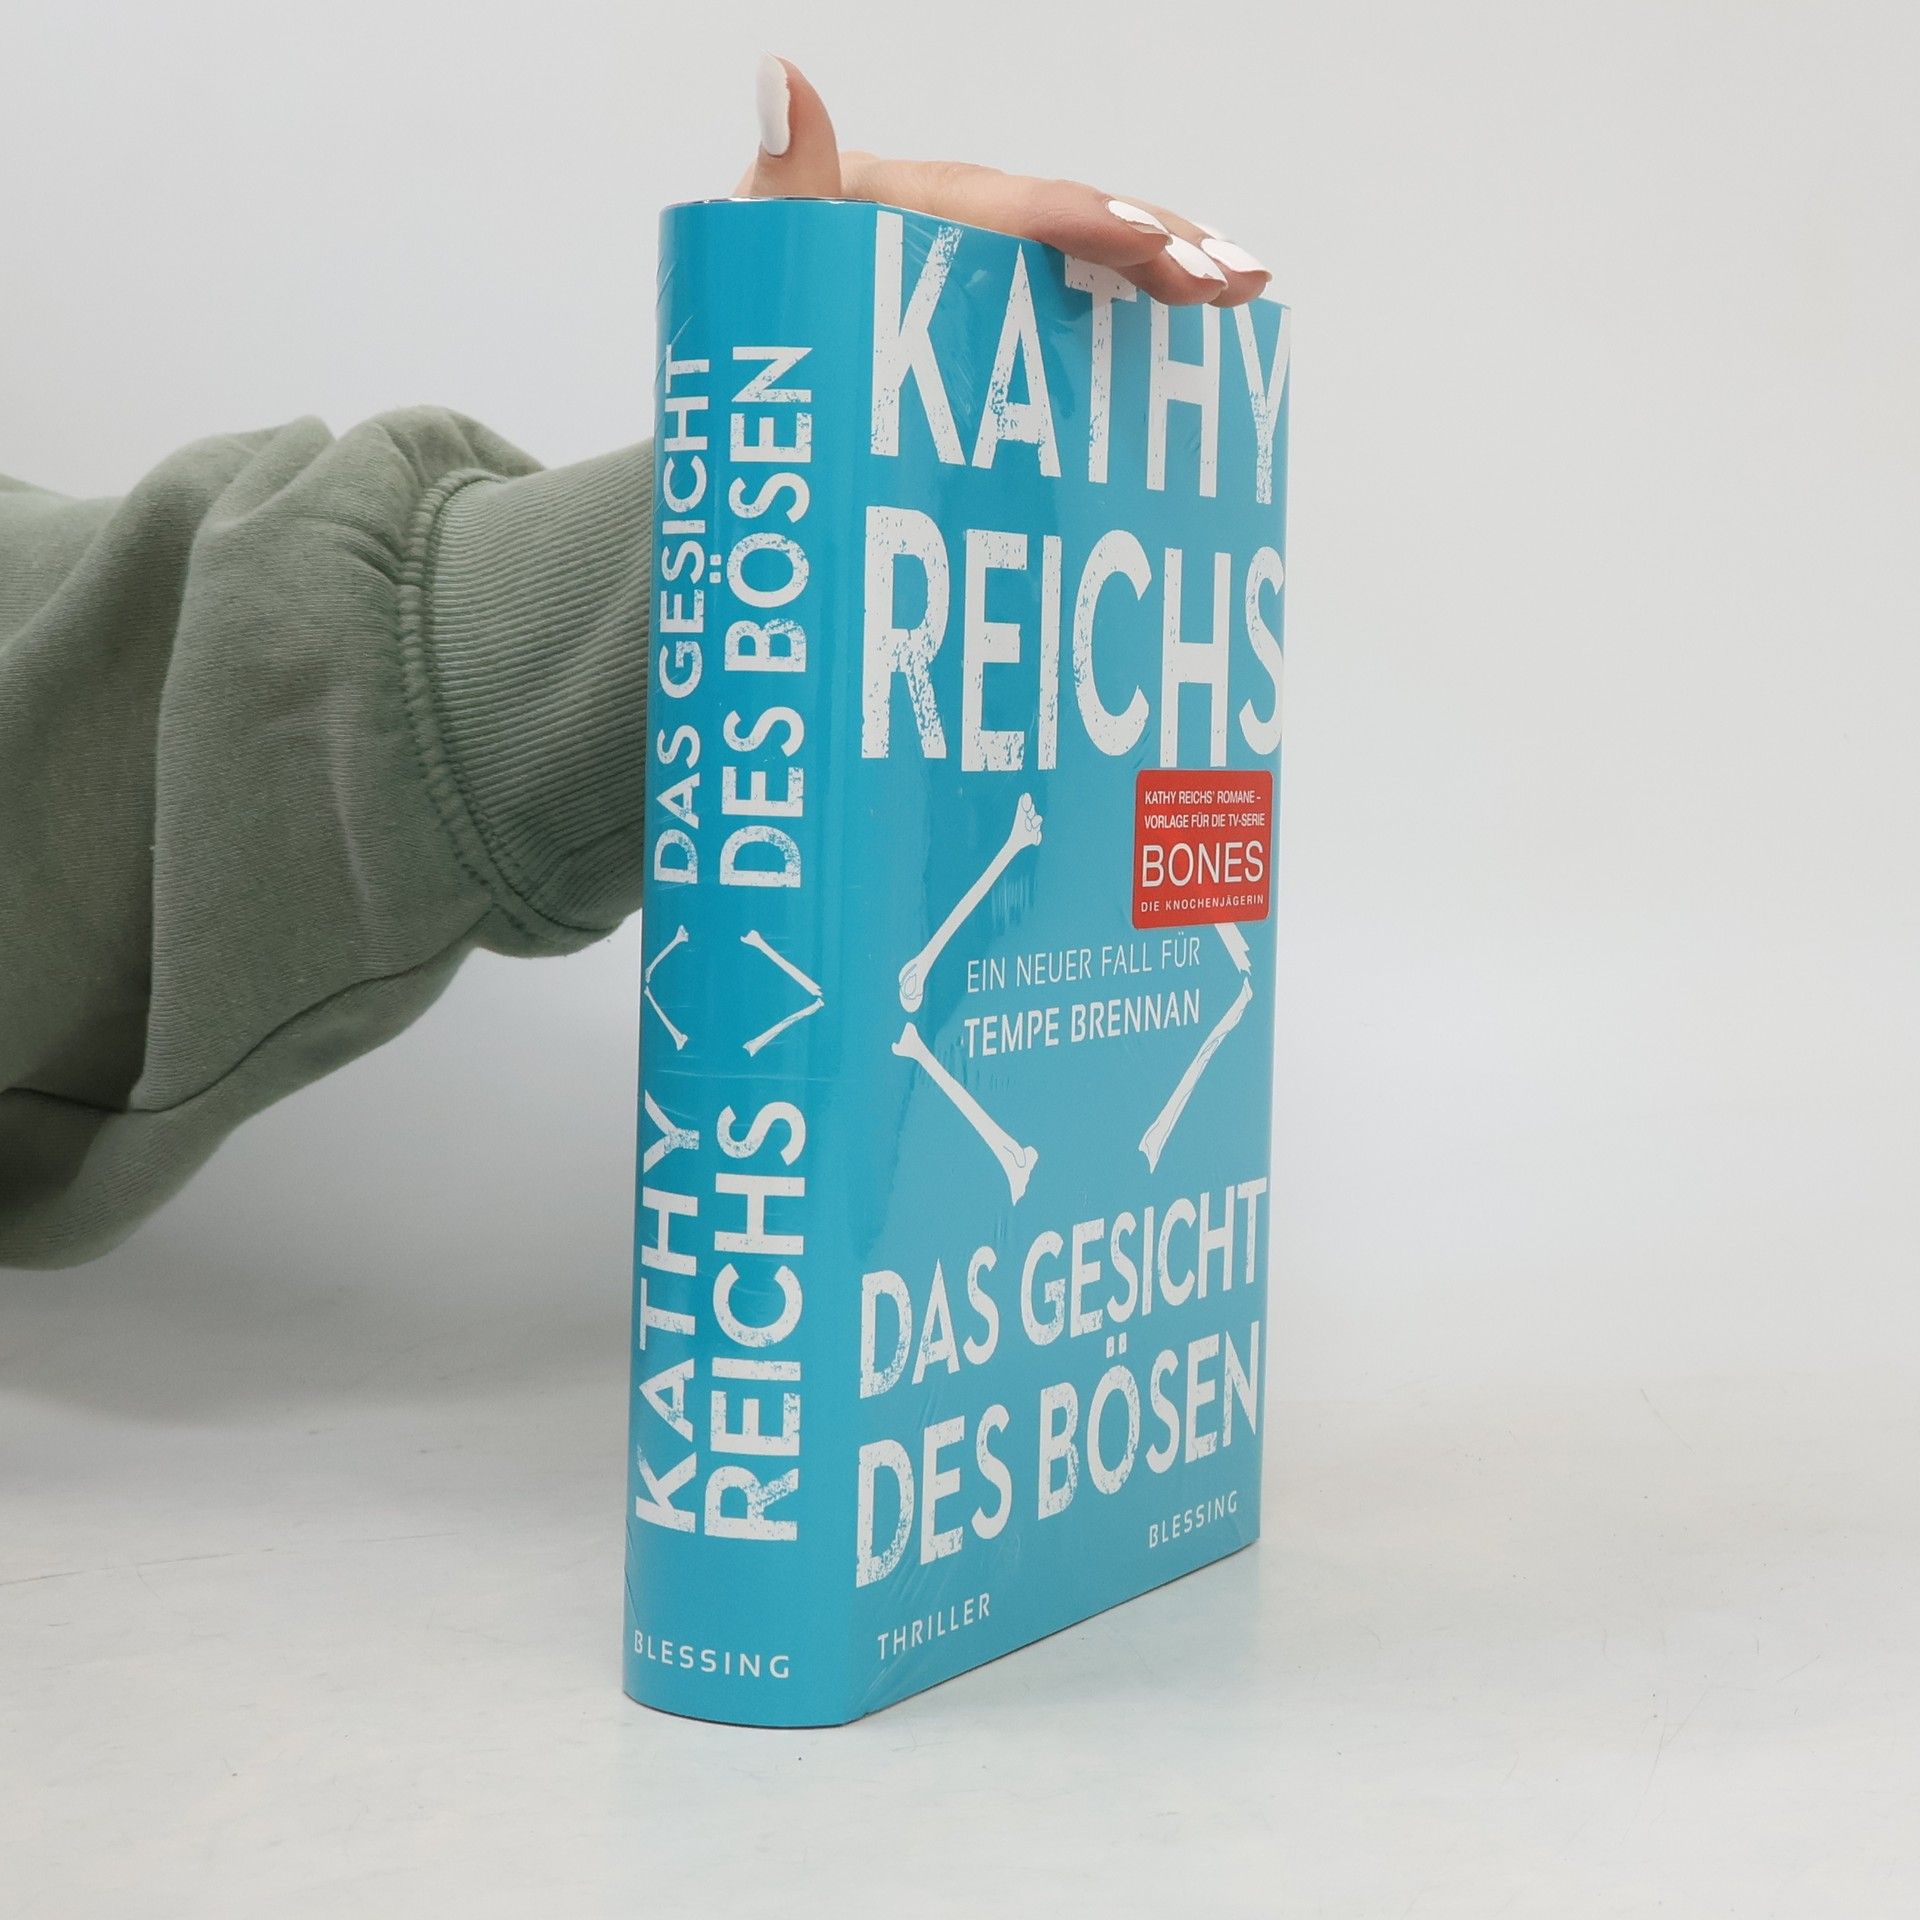 DAS GESICHT
DES BÖSEN
KATHY
REICHS
BLESSING
KATHY
REICHS
KATHY REICHS' ROMANE –
VORLAGE FÜR DIE TV-SERIE
BONES
DIE KNOCHENJÄGERIN
EIN NEUER FALL FÜR
TEMPE BRENNAN
DAS GESICHT
DES BÖSEN
BLESSING
THRILLER